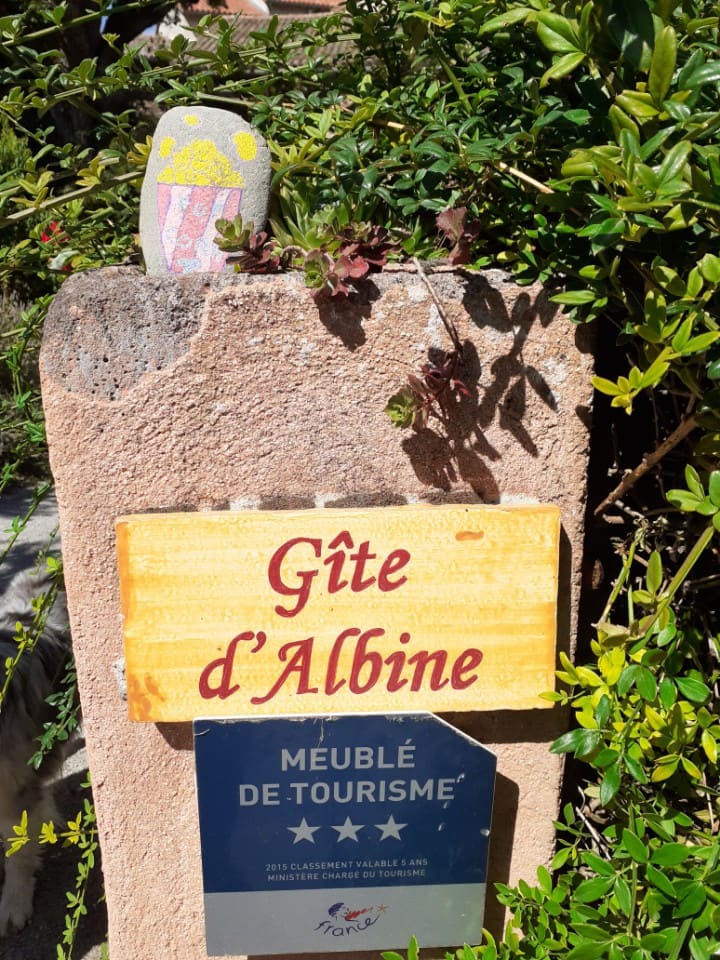 Gîte
d'Albine
MEUBLÉ
DE TOURISME
2015 CLASSEMENT VALABLE 5 ANS
MINISTÈRE CHARGÉ DU TOURISME
france